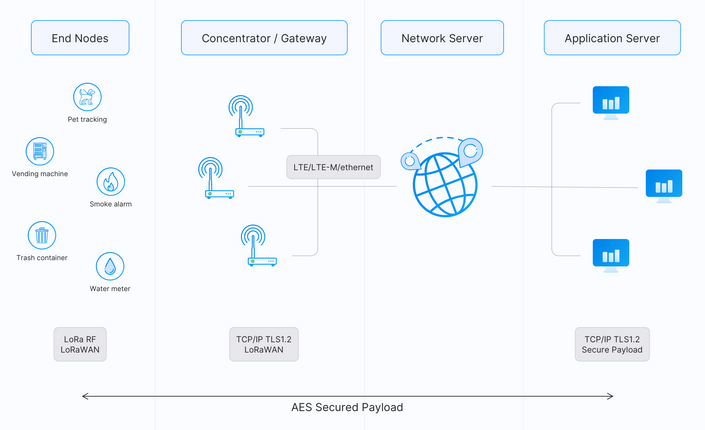 End Nodes
Concentrator / Gateway
Network Server
Application Server
Pet tracking
Vending machine
Smoke alarm
Trash container
Water meter
LTE/LTE-M/ethernet
LoRa RF
LoRaWAN
TCP/IP TLS1.2
LoRaWAN
TCP/IP TLS1.2
Secure Payload
AES Secured Payload